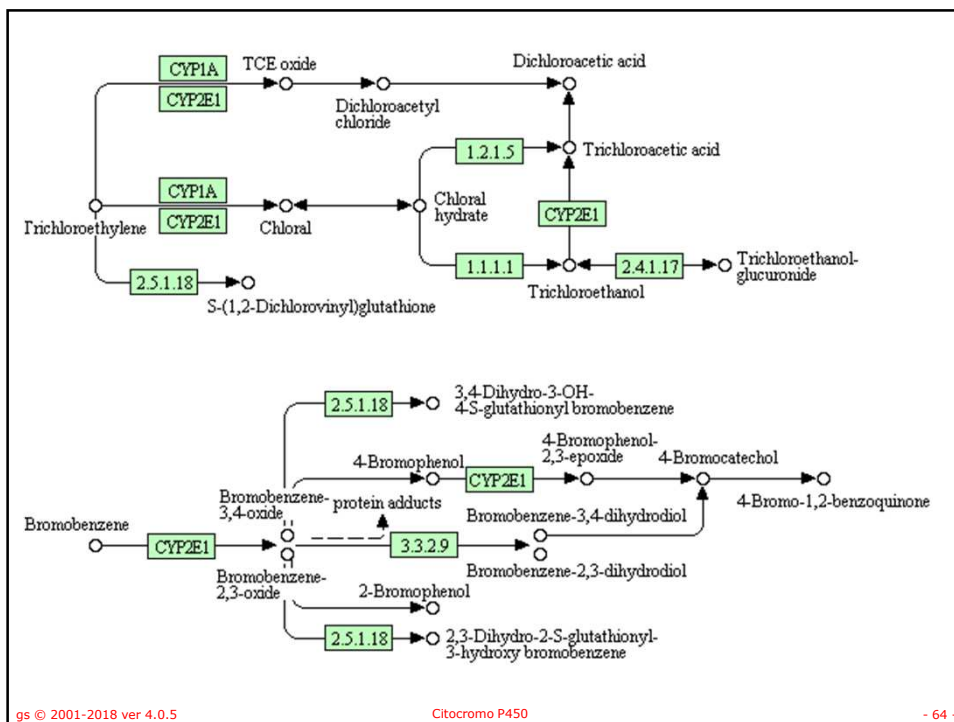 CYP1A
TCE oxide
CYP2E1
Dichloroacetyl
chloride
Dichloroacetic acid
1.2.1.5
Trichloroacetic acid
CYP1A
CYP2E1
Trichloroethylene
Chloral
Chloral
hydrate
CYP2E1
1.1.1.1
Trichloroethanol
2.4.1.17
Trichloroethanol-
glucuronide
2.5.1.18
S-(1,2-Dichlorovinyl)glutathione
2.5.1.18
3,4-Dihydro-3-OH-
4-S-glutathionyl bromobenzene
4-Bromophenol
CYP2E1
4-Bromophenol-
2,3-epoxide
4-Bromocatechol
4-Bromo-1,2-benzoquinone
Bromobenzene-
3,4-oxide
protein adducts
Bromobenzene-3,4-dihydrodiol
Bromobenzene
CYP2E1
3.3.2.9
Bromobenzene-2,3-dihydrodiol
Bromobenzene-
2,3-oxide
2-Bromophenol
2.5.1.18
2,3-Dihydro-2-S-glutathionyl-
3-hydroxy bromobenzene
gs © 2001-2018 ver 4.0.5
Citocromo P450
- 64 -